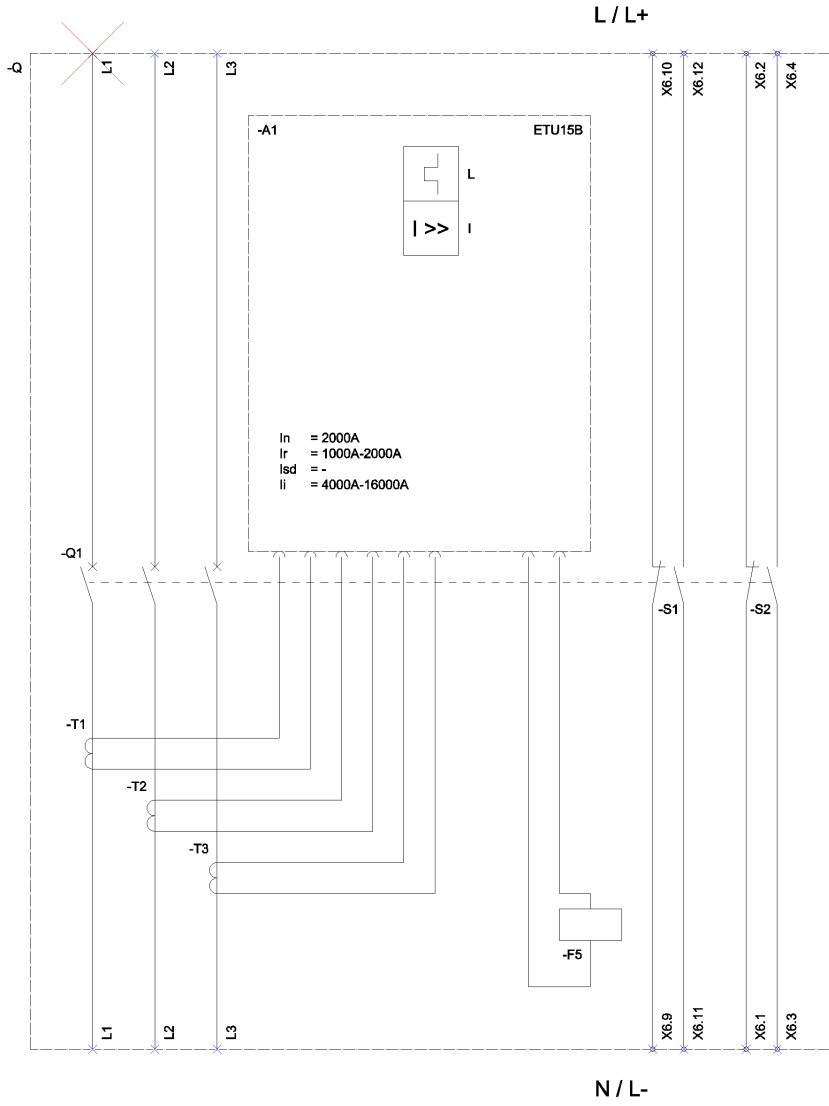 L / L+
-Q
L1
L2
L3
X6.10
X6.12
X6.2
X6.4
-A1
ETU15B
L
I >>
I
In = 2000A
Ir = 1000A-2000A
Isd = -
Ii = 4000A-16000A
-Q1
-S1
-S2
-T1
-T2
-T3
-F5
L1
L2
L3
X6.9
X6.11
X6.1
X6.3
N / L-